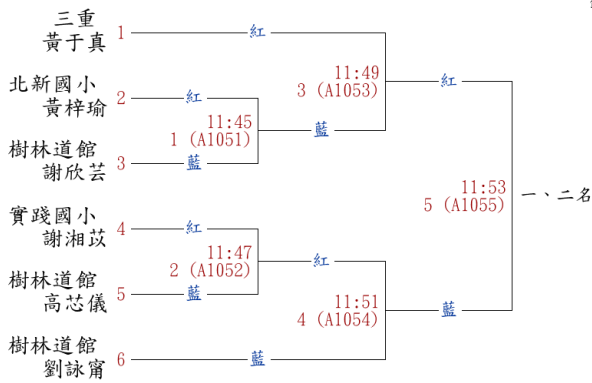 三重
黃于真 1 紅
11:49
3 (A1053) 紅
北新國小
黃梓瑜 2 紅
11:45
1 (A1051) 藍
樹林道館
謝欣芸 3 藍
11:53
5 (A1055) 一、二名
實踐國小
謝湘苡 4 紅
11:47
2 (A1052) 紅
樹林道館
高芯儀 5 藍
11:51
4 (A1054) 藍
樹林道館
劉詠甯 6 藍